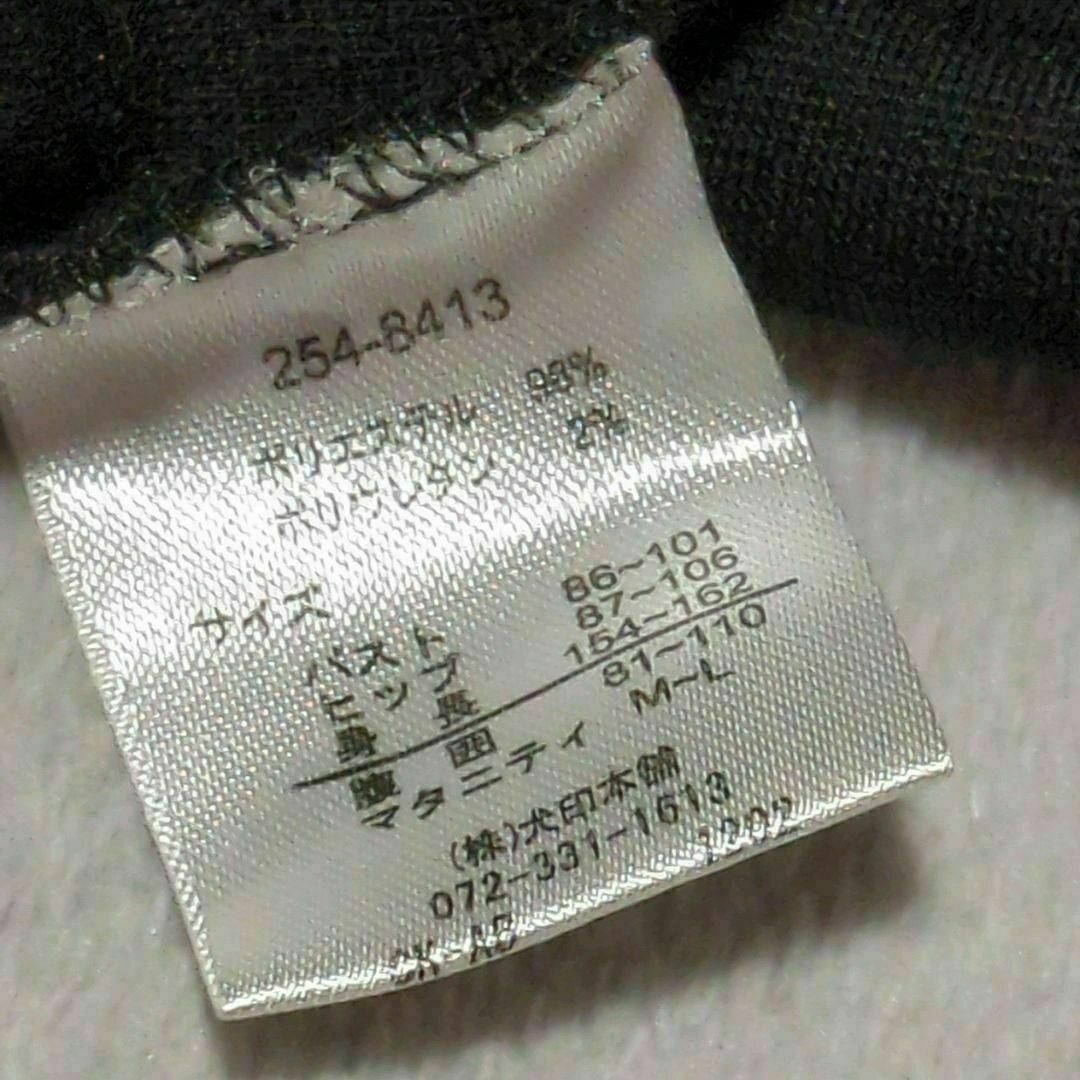 254-8413
ポリエステル 98%
ポリウレタン 2%
サイズ
バスト 86~101
ヒップ 87~106
身長 154~162
腹囲 81~110
マタニティ M~L
(株)犬印本舗
072-331-1613